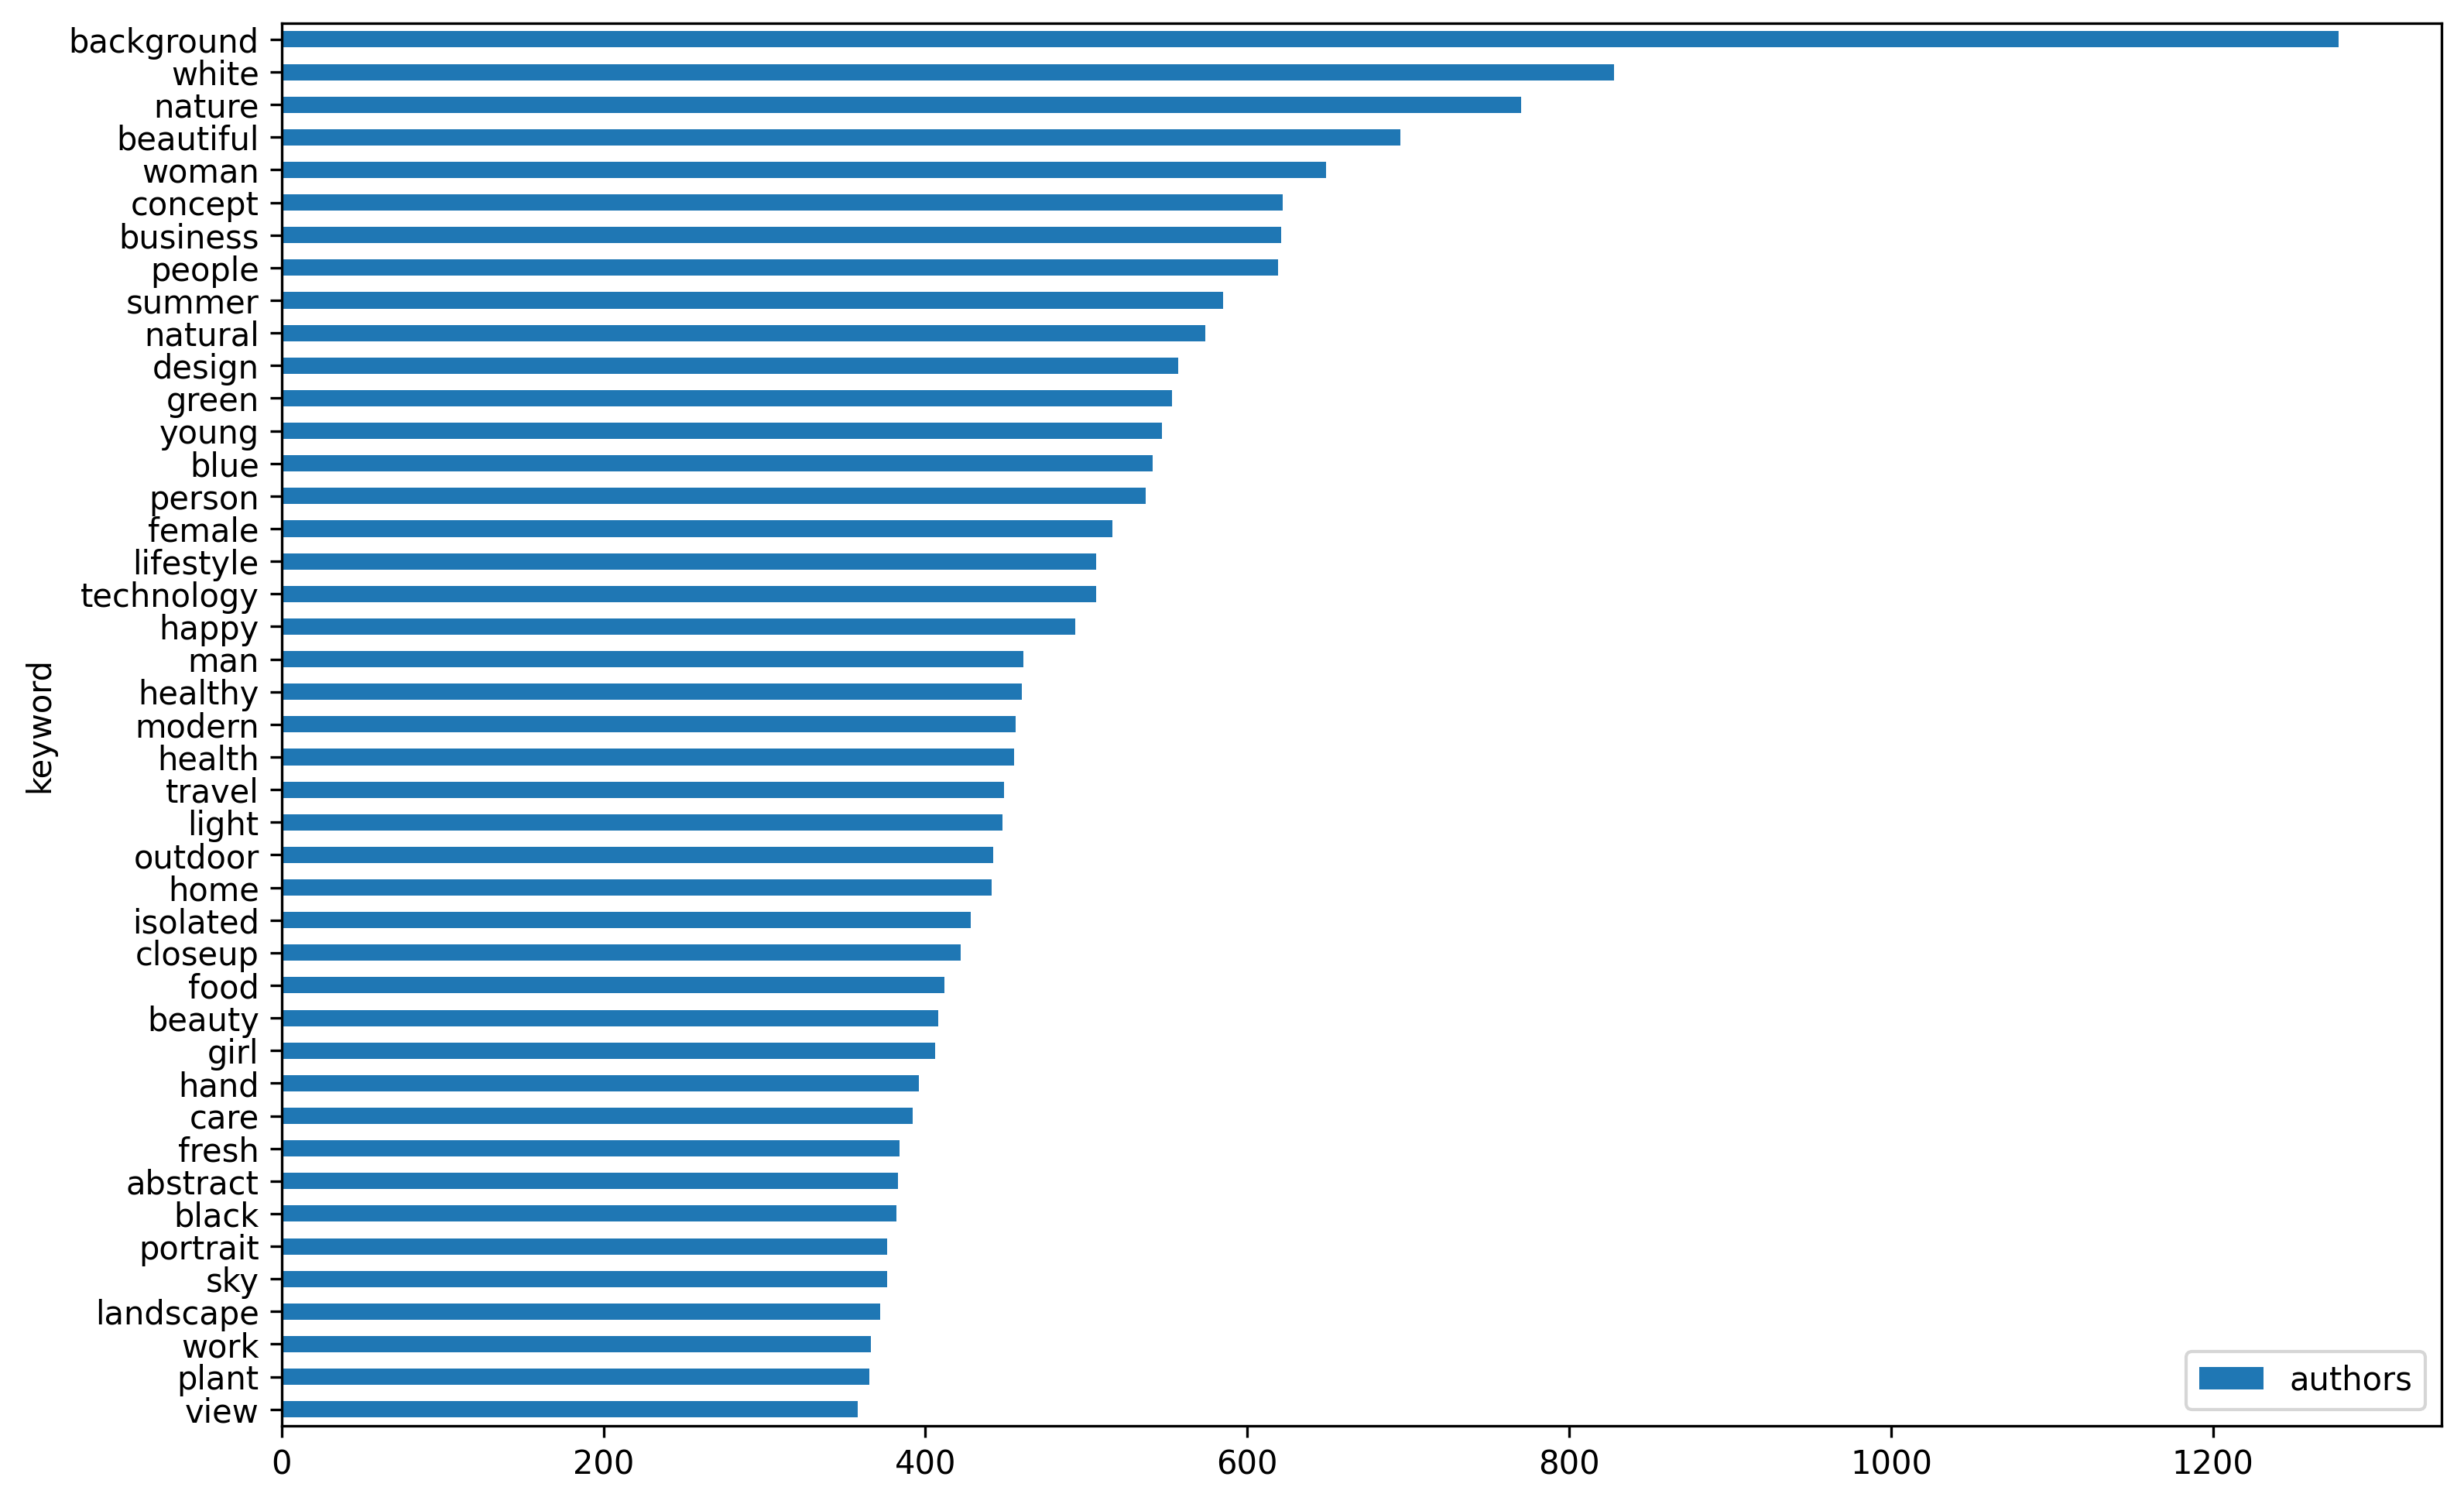 background
white
nature
beautiful
woman
concept
business
people
summer
natural
design
green
young
blue
person
female
lifestyle
technology
happy
man
healthy
modern
health
travel
light
outdoor
home
isolated
closeup
food
beauty
girl
hand
care
fresh
abstract
black
portrait
sky
landscape
work
plant
view
keyword
authors
0 200 400 600 800 1000 1200